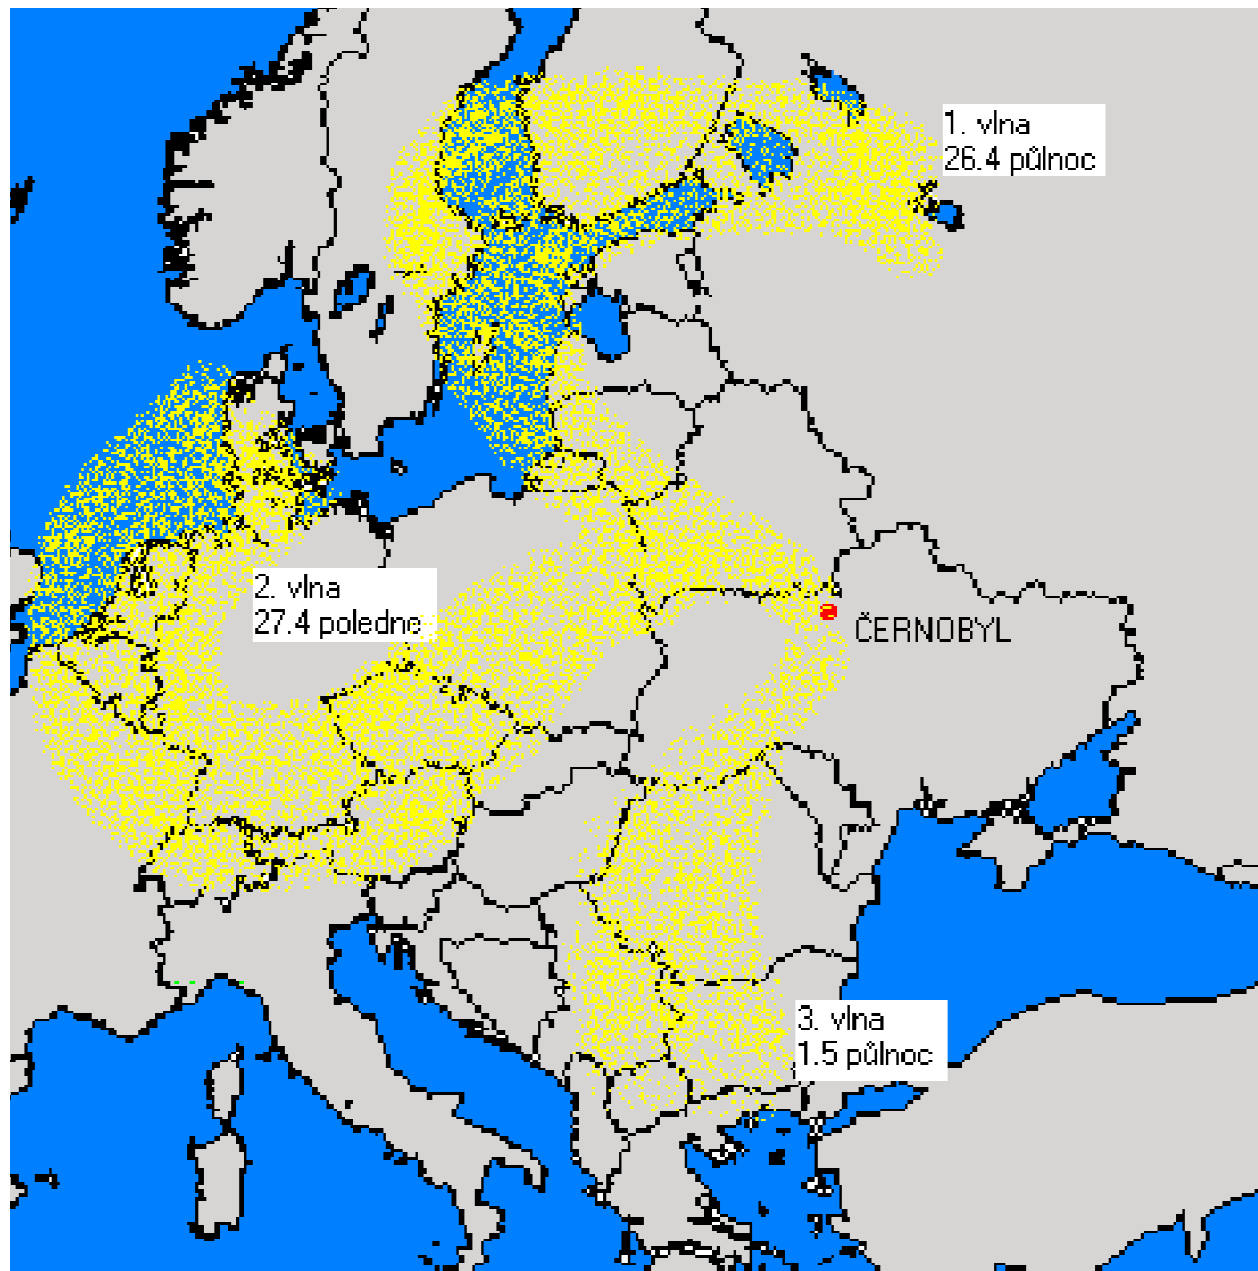 1. vlna
26.4 půlnoc
2. vlna
27.4 poledne
ČERNOBYL
3. vlna
1.5 půlnoc